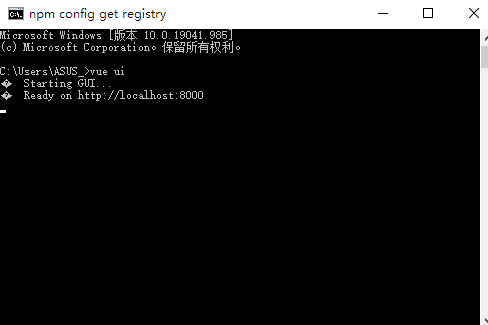 npm config get registry
Microsoft Windows [版本 10.0.19041.985]
(c) Microsoft Corporation。保留所有权利。
C:\Users\ASUS_>vue ui
�  Starting GUI...
�  Ready on http://localhost:8000